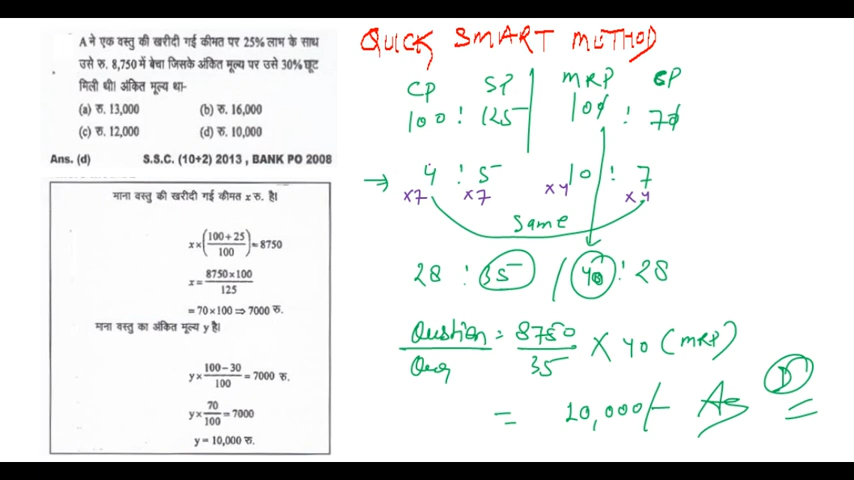 A ने एक वस्तु की खरीदी गई कीमत पर 25% लाभ के साथ
उसे रु. 8,750 में बेचा जिसके अंकित मूल्य पर उसे 30% छूट
मिली थी। अंकित मूल्य था-
(a) रु. 13,000 (b) रु. 16,000
(c) रु. 12,000 (d) रु. 10,000
Ans. (d) S.S.C. (10+2) 2013 , BANK PO 2008
माना वस्तु की खरीदी गई कीमत x रु. है।
x×(100+25/100)=8750
x=8750×100/125
=70×100⇒7000 रु.
माना वस्तु का अंकित मूल्य y है।
y×100−30/100=7000 रु.
y×70/100=7000
y=10,000 रु.
QUICK SMART METHOD
CP SP MRP CP
100 : 125 100 : 70
→ 4 : 5 10 : 7
×7 ×7 ×4 ×4
Same
28 : 35 / 40 : 28
Qustion = 8750/35 × 40 (MRP)
= 10,000/- As (D)